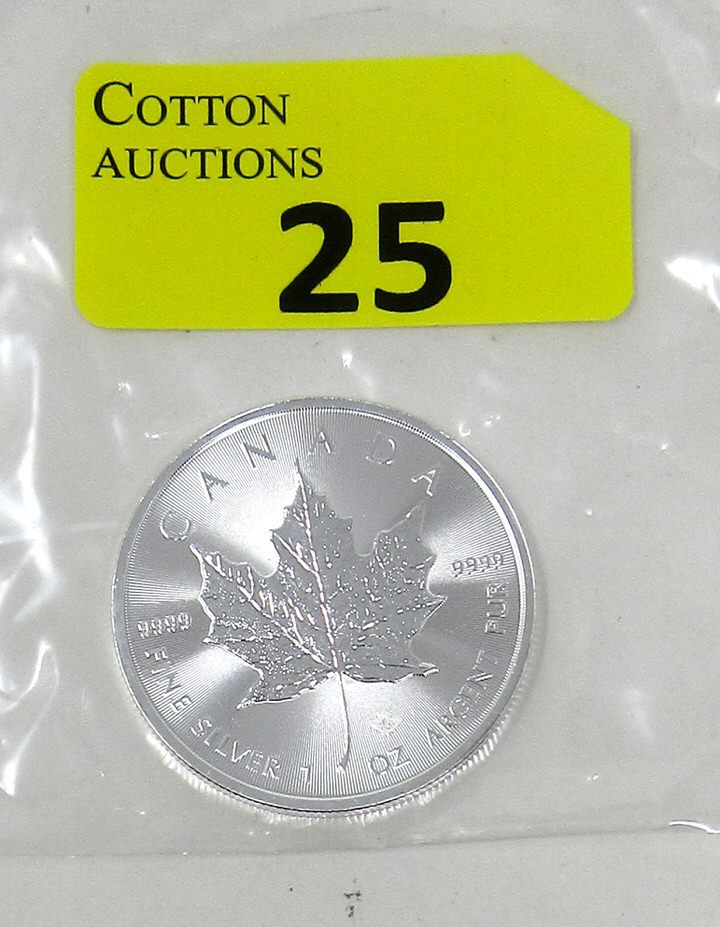 COTTON
AUCTIONS
25
CANADA
9999
9999
FINE SILVER 1 OZ ARGENT PUR